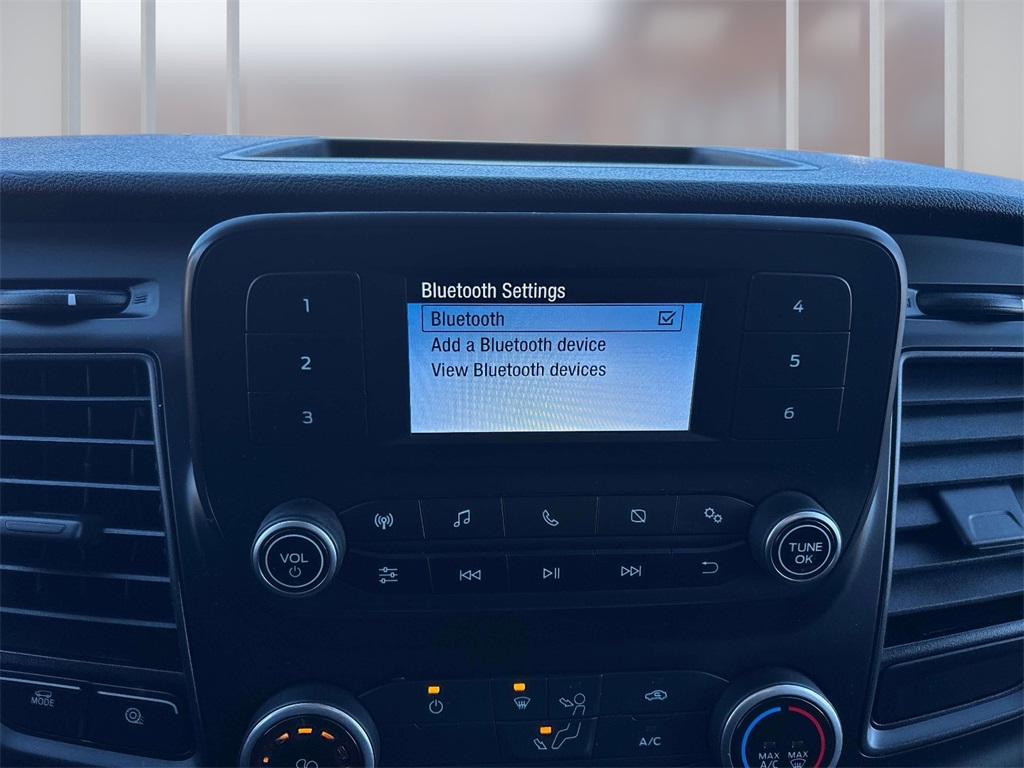 Bluetooth Settings
Bluetooth
Add a Bluetooth device
View Bluetooth devices
1
2
3
4
5
6
VOL
TUNE
OK
MODE
A/C
MAX
A/C
MAX